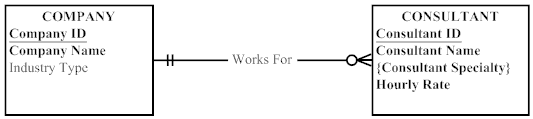 COMPANY
Company ID
Company Name
Industry Type
Works For
CONSULTANT
Consultant ID
Consultant Name
{Consultant Specialty}
Hourly Rate